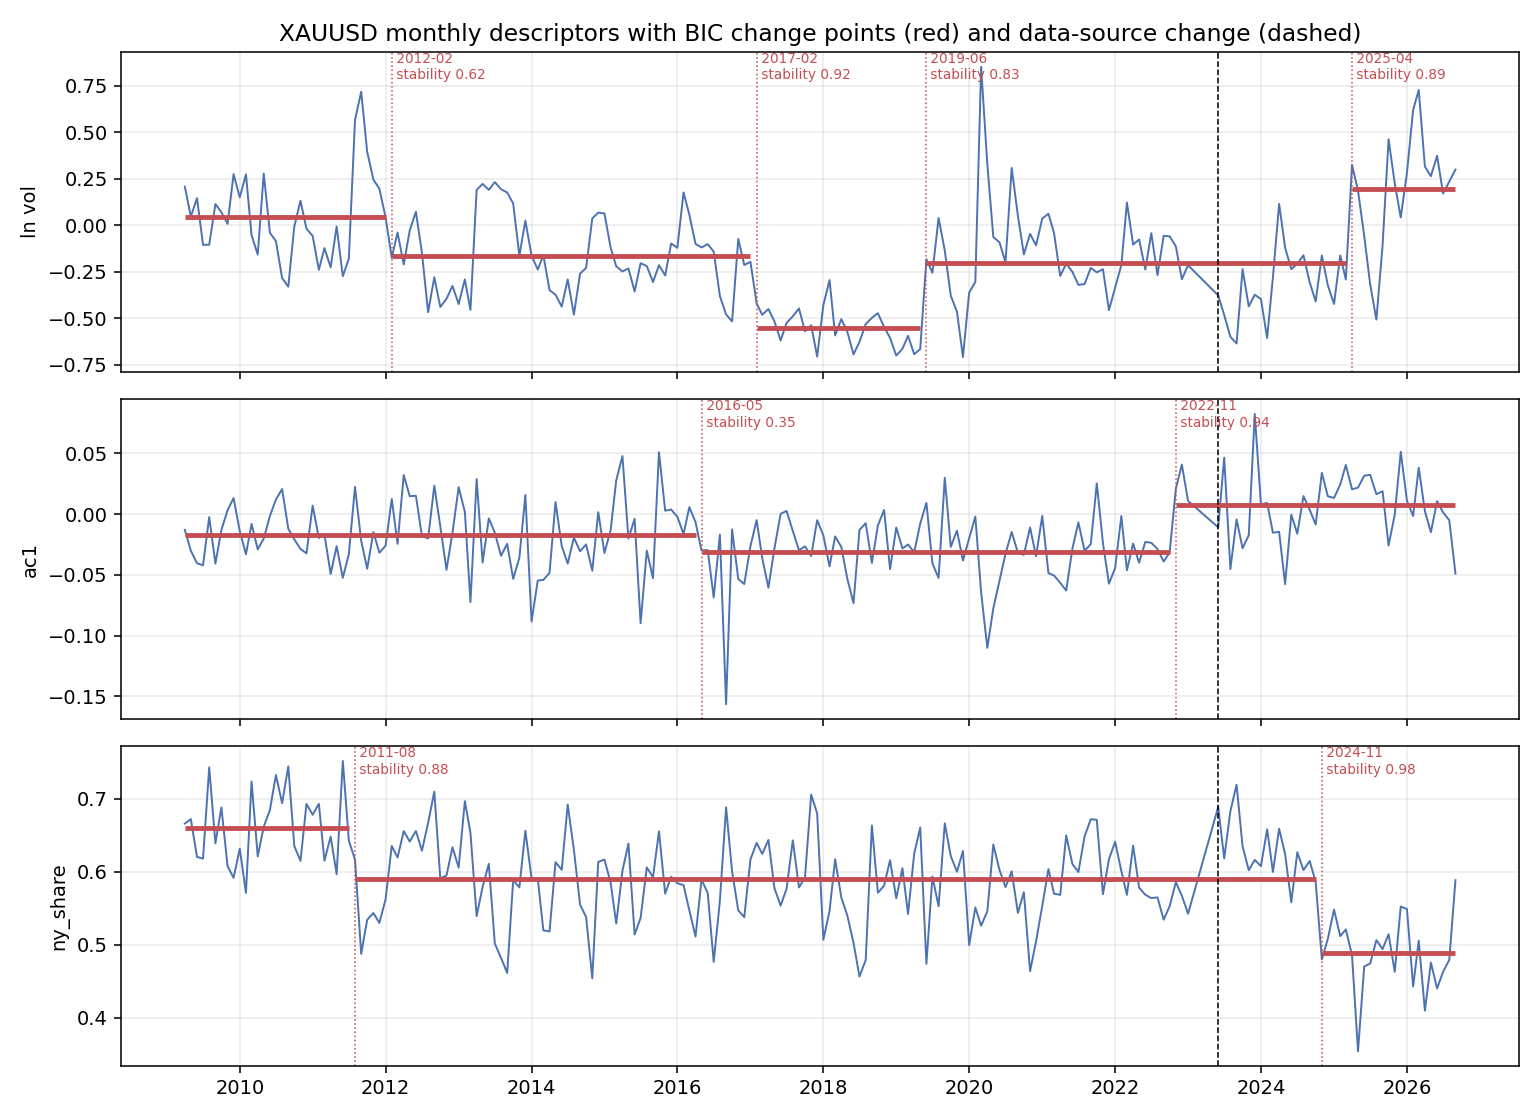 XAUUSD monthly descriptors with BIC change points (red) and data-source change (dashed)
2012-02
stability 0.62
2017-02
stability 0.92
2019-06
stability 0.83
2025-04
stability 0.89
ln vol
0.75
0.50
0.25
0.00
−0.25
−0.50
−0.75
2016-05
stability 0.35
2022-11
stability 0.94
ac1
0.05
0.00
−0.05
−0.10
−0.15
2011-08
stability 0.88
2024-11
stability 0.98
ny_share
0.7
0.6
0.5
0.4
2010 2012 2014 2016 2018 2020 2022 2024 2026